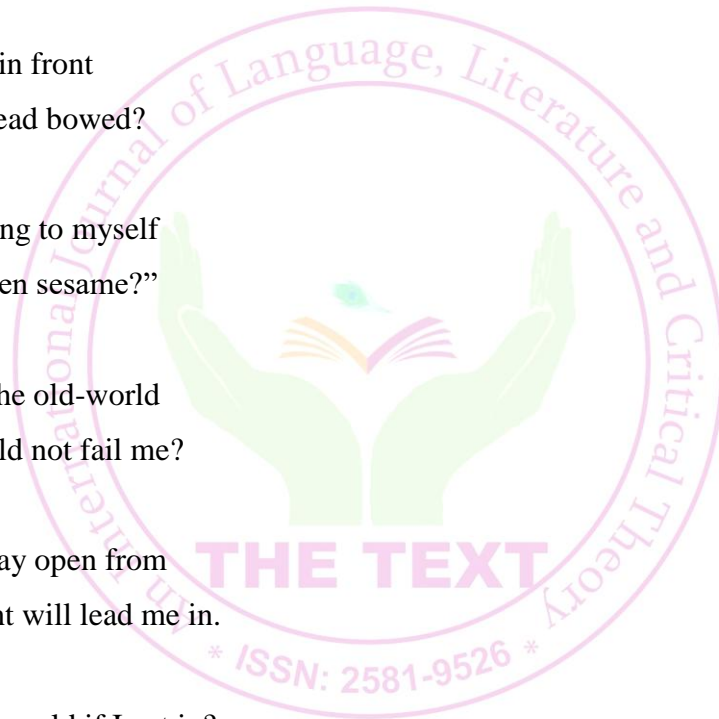 in front
ead bowed?
ng to myself
en sesame?”
he old-world
ld not fail me?
ay open from
nt will lead me in.
An International Journal of Language, Literature and Critical Theory
THE TEXT
* ISSN: 2581-9526 *